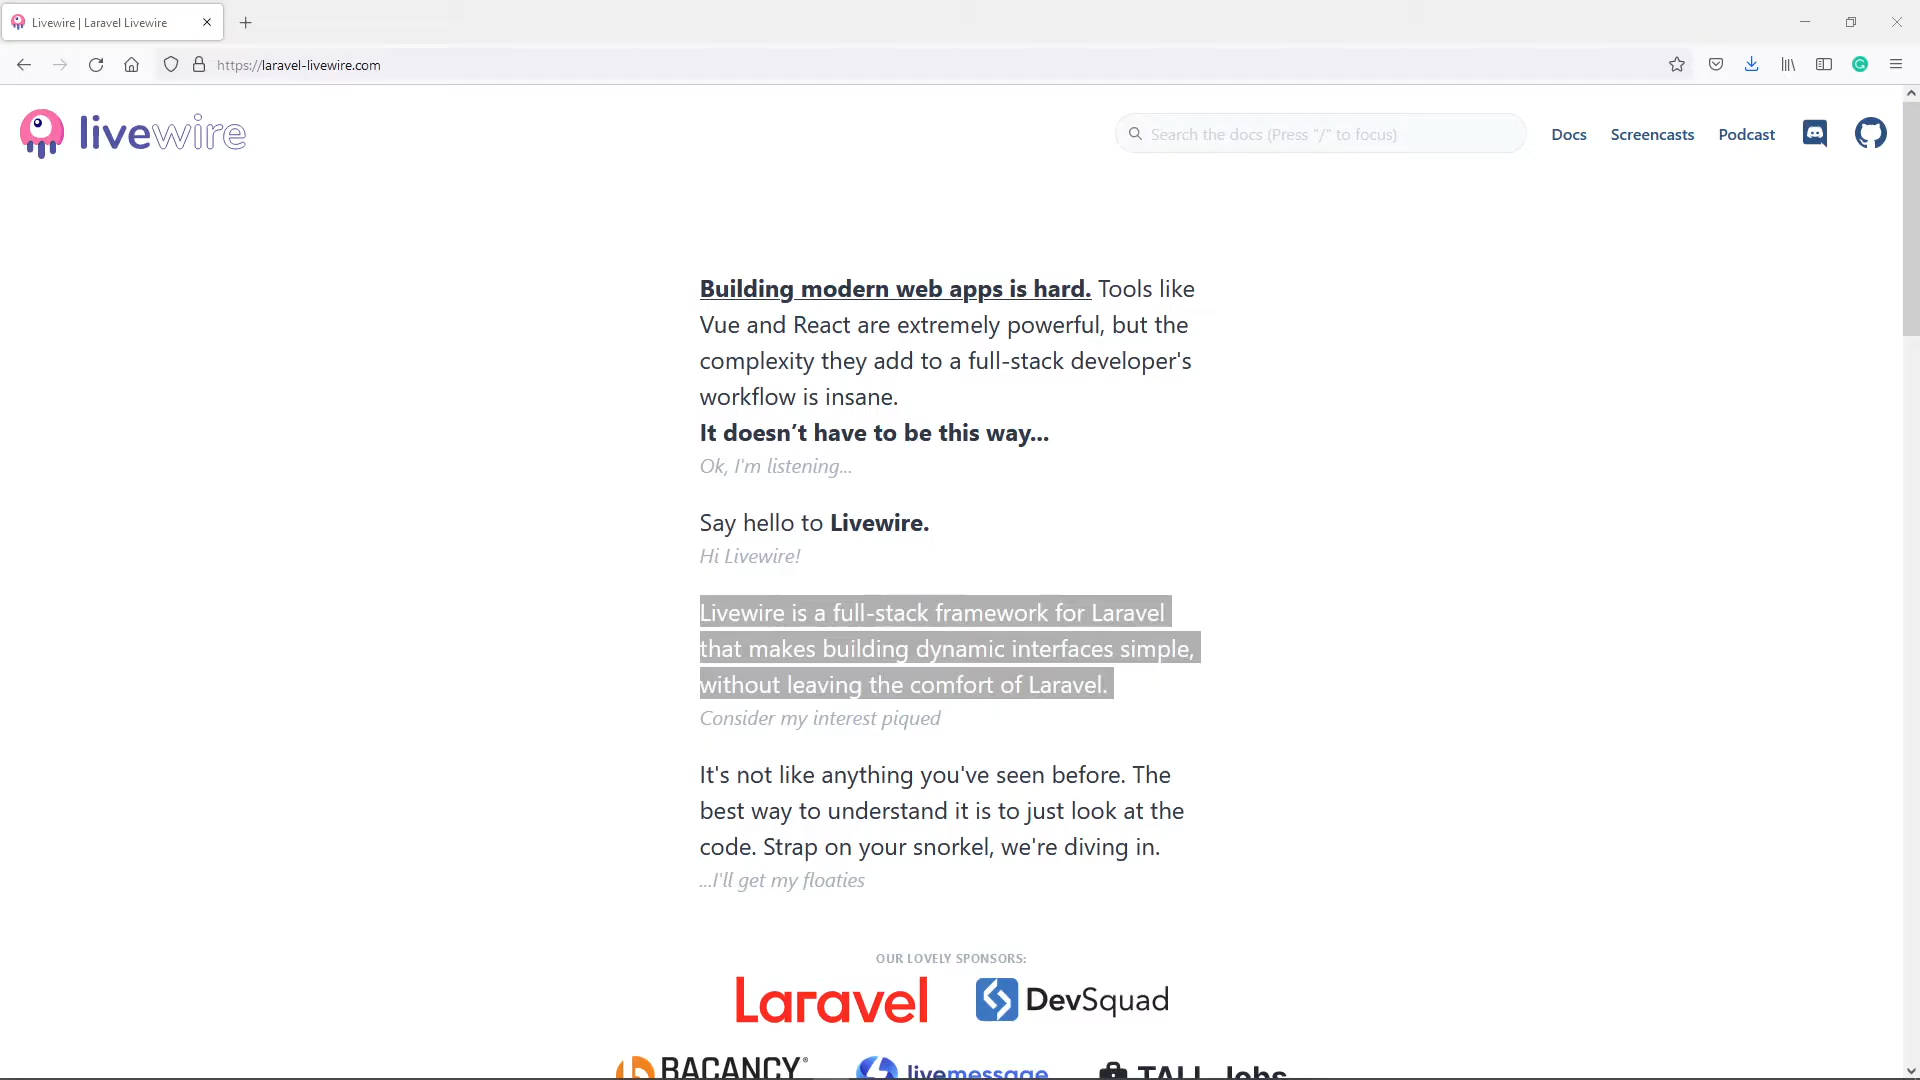 Livewire | Laravel Livewire
https://laravel-livewire.com
livewire
Search the docs (Press "/" to focus)
Docs
Screencasts
Podcast
Building modern web apps is hard. Tools like
Vue and React are extremely powerful, but the
complexity they add to a full-stack developer's
workflow is insane.
It doesn’t have to be this way...
Ok, I'm listening...
Say hello to Livewire.
Hi Livewire!
Livewire is a full-stack framework for Laravel
that makes building dynamic interfaces simple,
without leaving the comfort of Laravel.
Consider my interest piqued
It's not like anything you've seen before. The
best way to understand it is to just look at the
code. Strap on your snorkel, we're diving in.
...I'll get my floaties
OUR LOVELY SPONSORS:
Laravel
DevSquad
BACANCY
livemessage
TALL Jobs